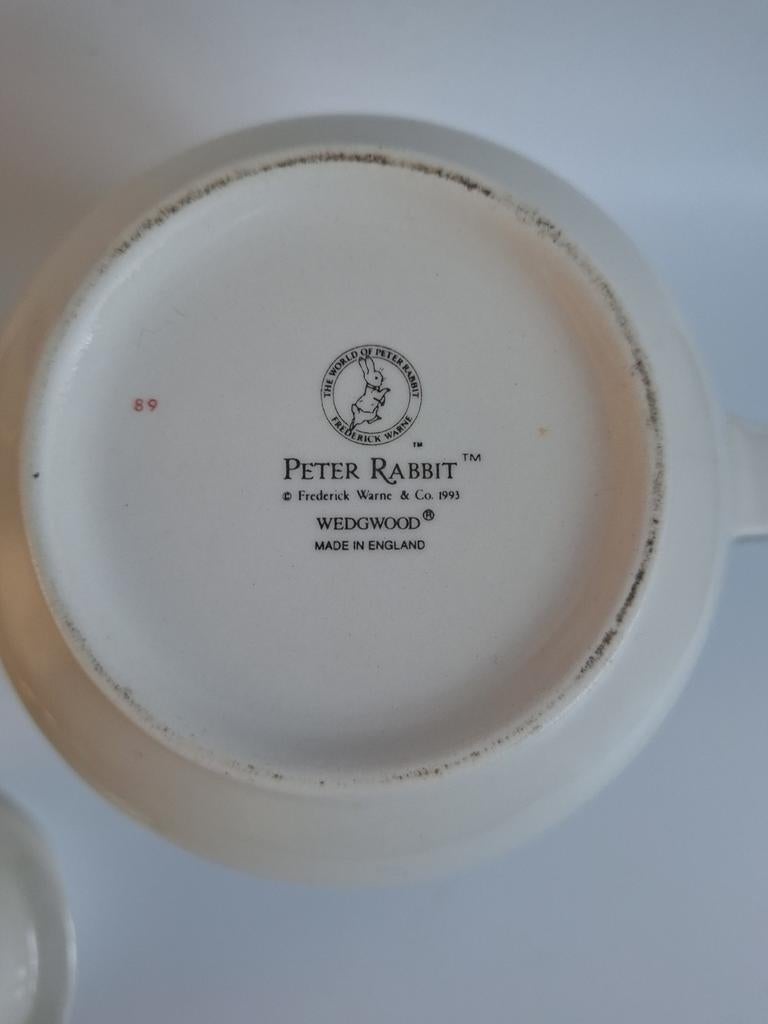 THE WORLD OF PETER RABBIT
FREDERICK WARNE
™
89
PETER RABBIT™
© Frederick Warne & Co. 1993
WEDGWOOD®
MADE IN ENGLAND